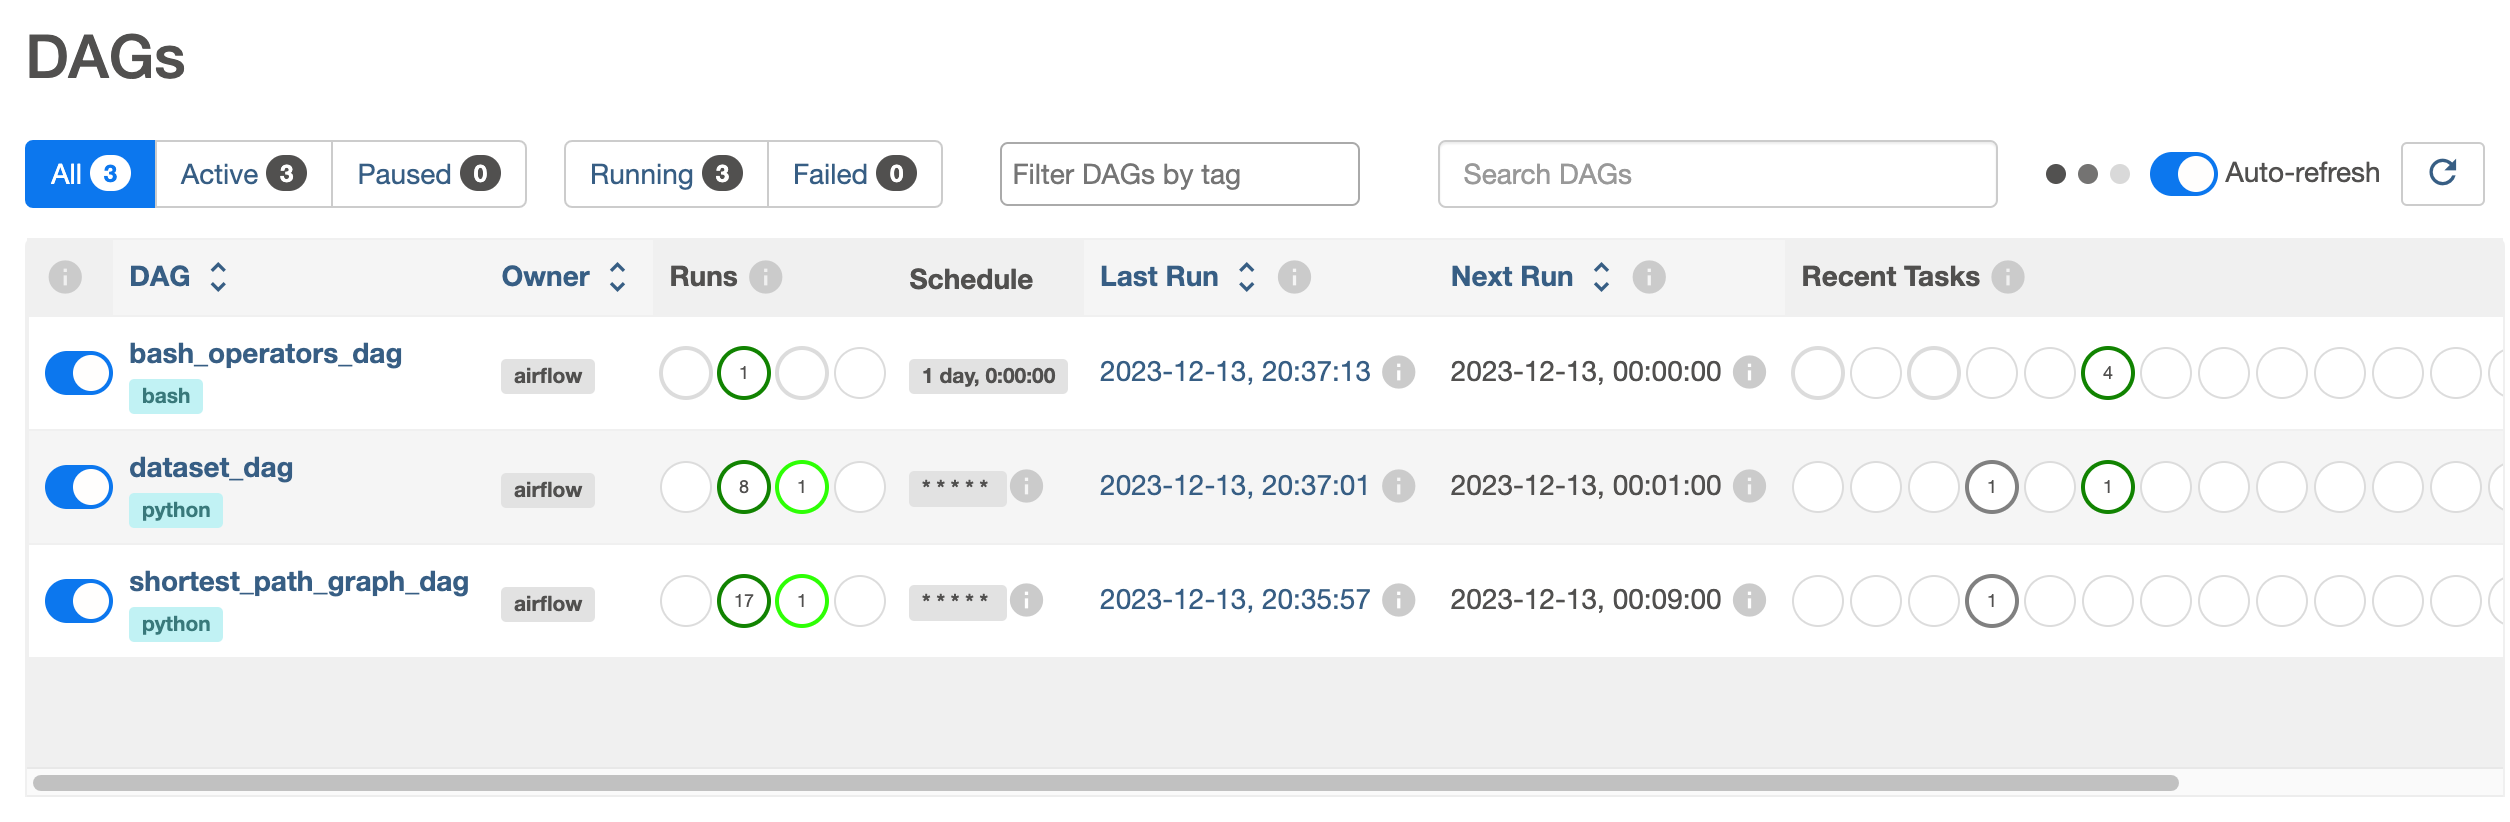 DAGs
All 3 Active 3 Paused 0 Running 3 Failed 0 Filter DAGs by tag Search DAGs Auto-refresh
i DAG Owner Runs i Schedule Last Run i Next Run i Recent Tasks i
bash_operators_dag
bash
airflow 1 1 day, 0:00:00 2023-12-13, 20:37:13 i 2023-12-13, 00:00:00 i 4
dataset_dag
python
airflow 8 1 * * * * * i 2023-12-13, 20:37:01 i 2023-12-13, 00:01:00 i 1 1
shortest_path_graph_dag
python
airflow 17 1 * * * * * i 2023-12-13, 20:35:57 i 2023-12-13, 00:09:00 i 1